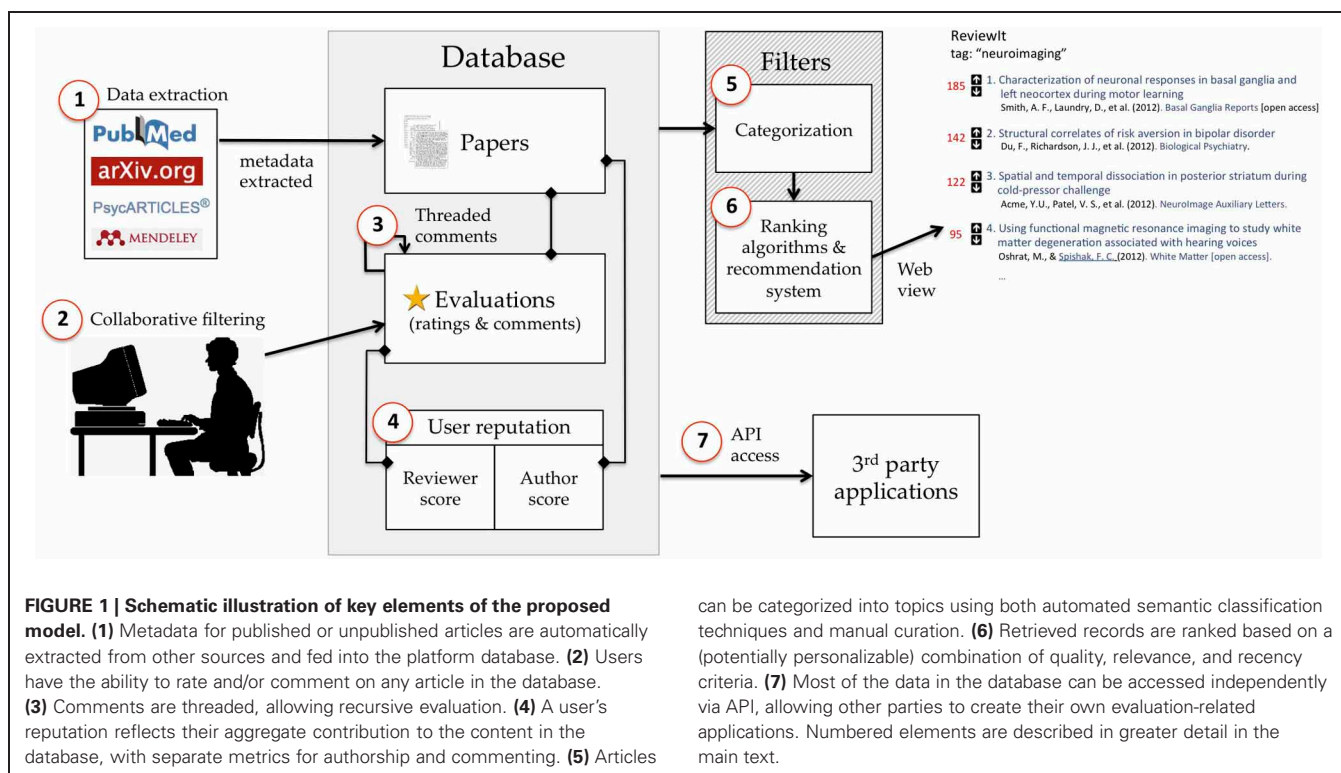 Database
Filters
ReviewIt
tag: "neuroimaging"
1
Data extraction
PubMed
arXiv.org
PsycARTICLES®
MENDELEY
metadata
extracted
Papers
3
Threaded
comments
Evaluations
(ratings & comments)
2
Collaborative filtering
4
User reputation
Reviewer
score
Author
score
5
Categorization
6
Ranking
algorithms &
recommendation
system
Web
view
7
API
access
3rd party
applications
185
1. Characterization of neuronal responses in basal ganglia and
left neocortex during motor learning
Smith, A. F., Laundry, D., et al. (2012). Basal Ganglia Reports [open access]
142
2. Structural correlates of risk aversion in bipolar disorder
Du, F., Richardson, J. J., et al. (2012). Biological Psychiatry.
122
3. Spatial and temporal dissociation in posterior striatum during
cold-pressor challenge
Acme, Y.U., Patel, V. S., et al. (2012). NeuroImage Auxiliary Letters.
95
4. Using functional magnetic resonance imaging to study white
matter degeneration associated with hearing voices
Oshrat, M., & Spishak, F. C. (2012). White Matter [open access].
...
FIGURE 1 | Schematic illustration of key elements of the proposed
model. (1) Metadata for published or unpublished articles are automatically
extracted from other sources and fed into the platform database. (2) Users
have the ability to rate and/or comment on any article in the database.
(3) Comments are threaded, allowing recursive evaluation. (4) A user's
reputation reflects their aggregate contribution to the content in the
database, with separate metrics for authorship and commenting. (5) Articles
can be categorized into topics using both automated semantic classification
techniques and manual curation. (6) Retrieved records are ranked based on a
(potentially personalizable) combination of quality, relevance, and recency
criteria. (7) Most of the data in the database can be accessed independently
via API, allowing other parties to create their own evaluation-related
applications. Numbered elements are described in greater detail in the
main text.